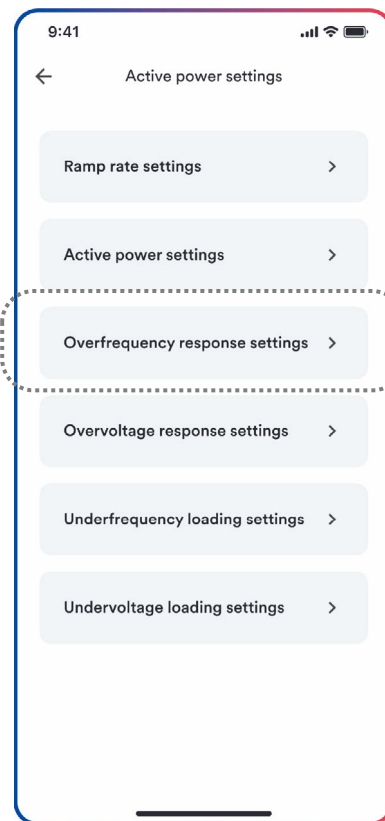 9:41
Active power settings
Ramp rate settings
Active power settings
Overfrequency response settings
Overvoltage response settings
Underfrequency loading settings
Undervoltage loading settings